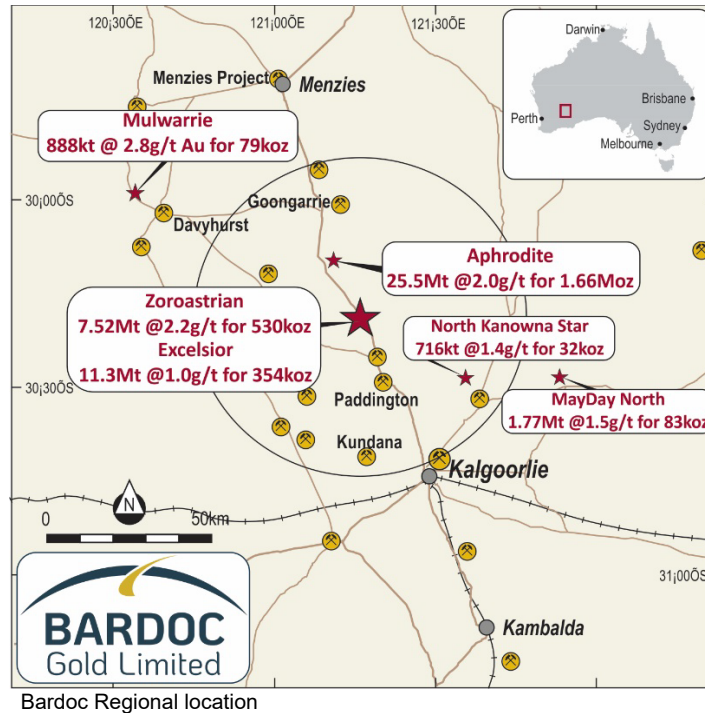 120¡30ÕE
121¡00ÕE
121¡30ÕE
Darwin
Brisbane
Perth
Sydney
Melbourne
Menzies Project
Menzies
Mulwarrie
888kt @ 2.8g/t Au for 79koz
30¡00ÕS
Goongarrie
Davyhurst
Aphrodite
25.5Mt @2.0g/t for 1.66Moz
Zoroastrian
7.52Mt @2.2g/t for 530koz
Excelsior
11.3Mt @1.0g/t for 354koz
North Kanowna Star
716kt @1.4g/t for 32koz
30¡30ÕS
Paddington
MayDay North
1.77Mt @1.5g/t for 83koz
Kundana
Kalgoorlie
N
0
50km
31¡00ÕS
BARDOC
Gold Limited
Kambalda
Bardoc Regional location